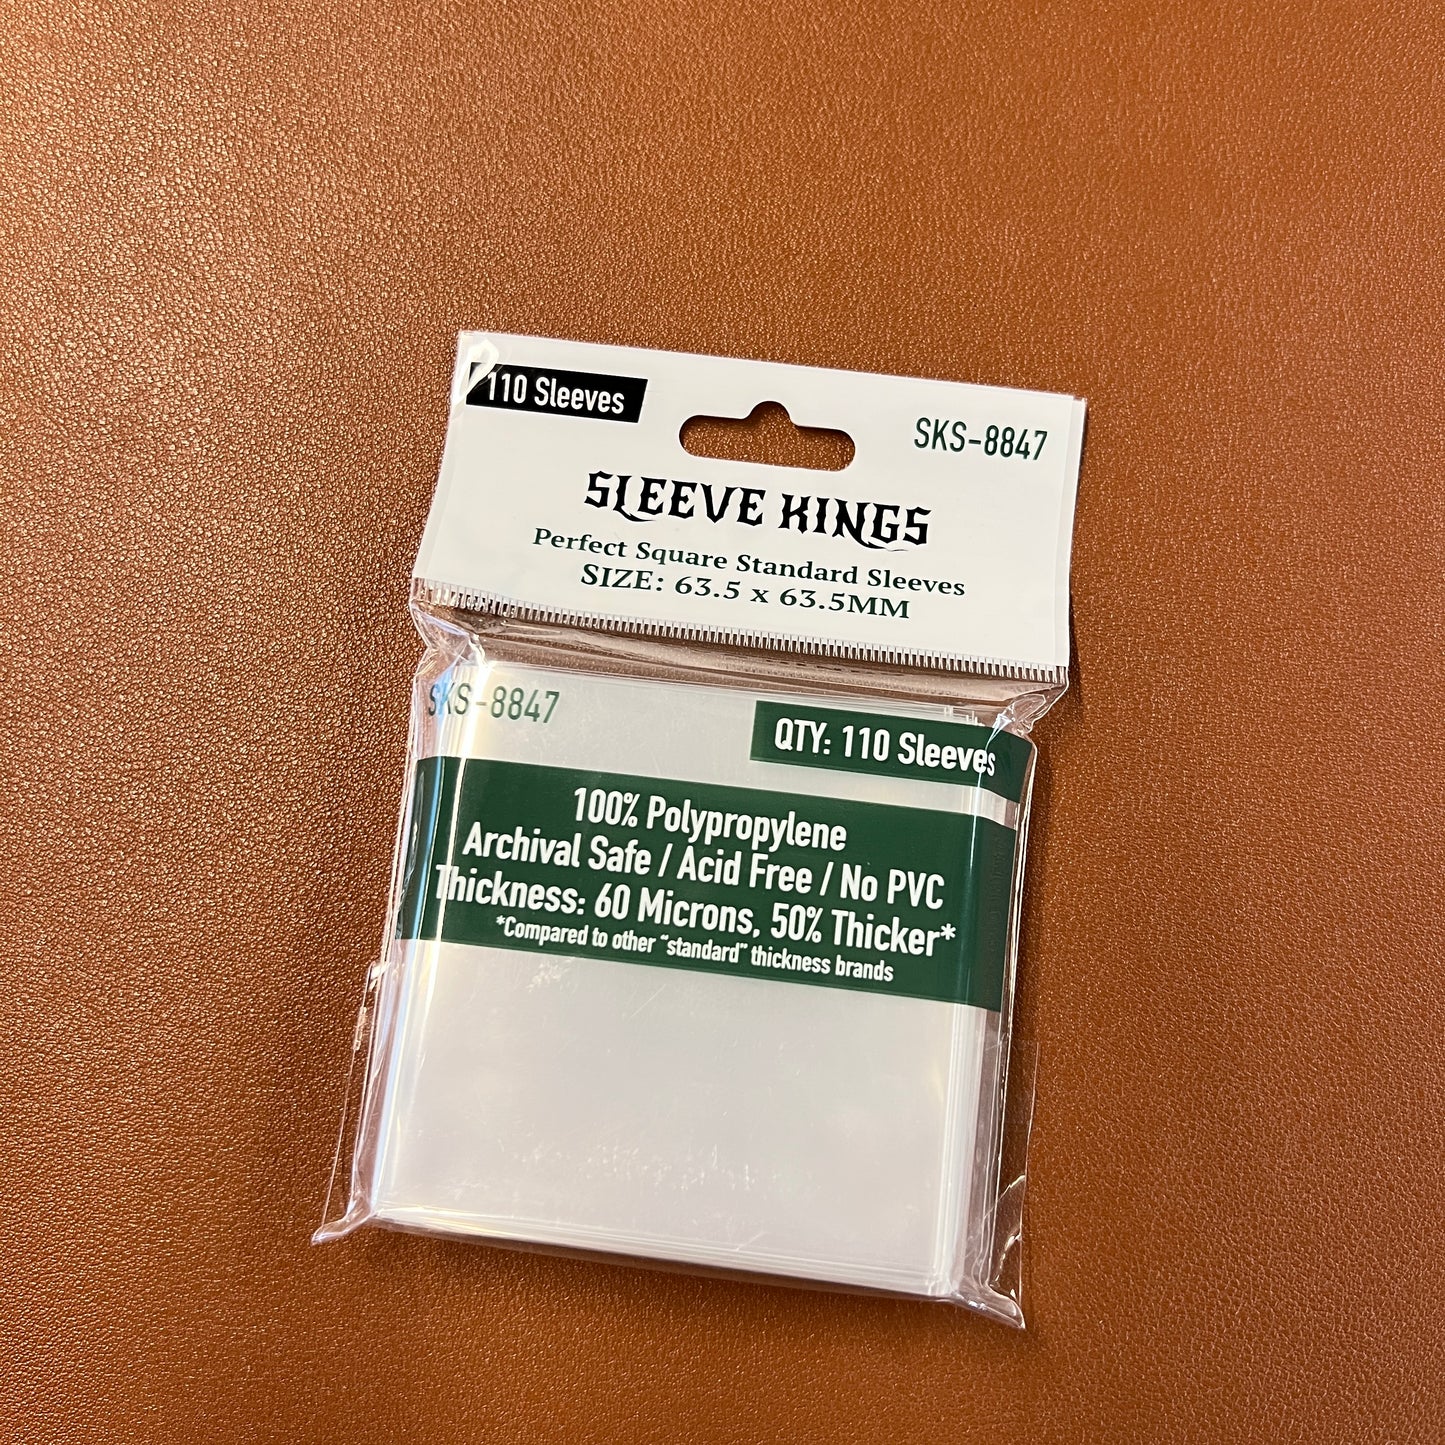 110 Sleeves
SKS-8847
SLEEVE KINGS
Perfect Square Standard Sleeves
SIZE: 63.5 x 63.5MM
SKS-8847
QTY: 110 Sleeves
100% Polypropylene
Archival Safe / Acid Free / No PVC
Thickness: 60 Microns, 50% Thicker*
*Compared to other "standard" thickness brands